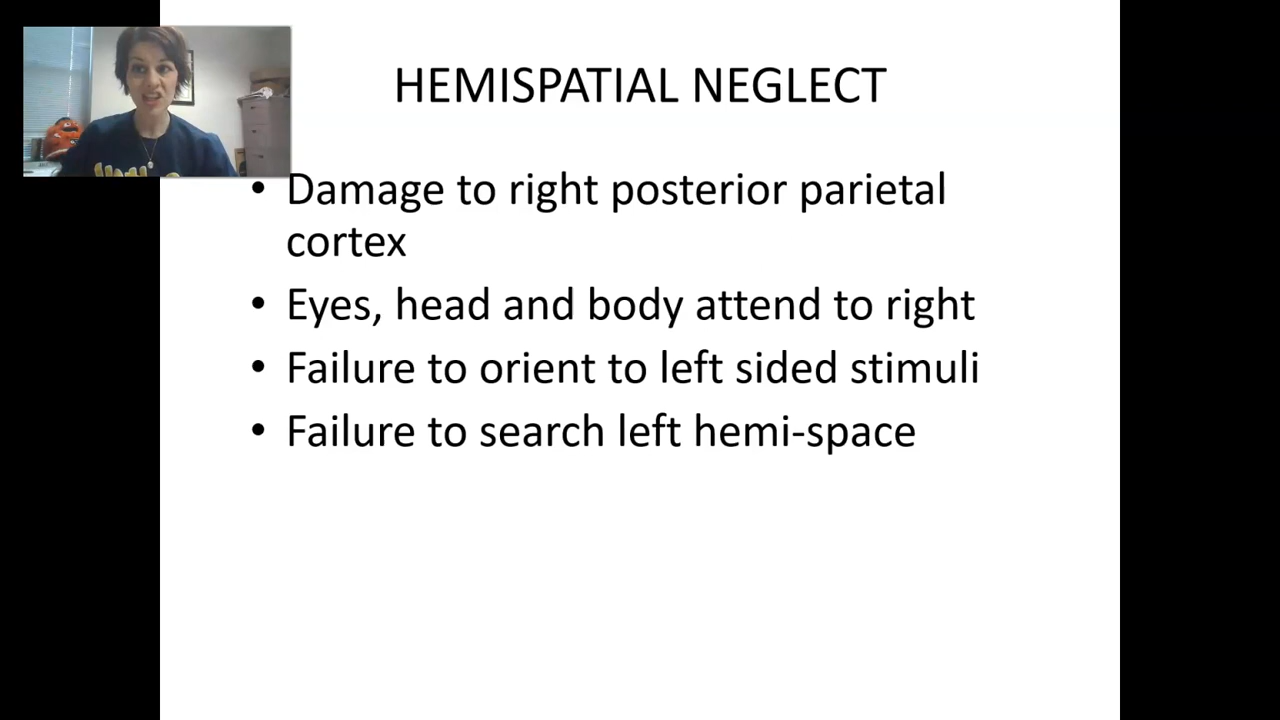 HEMISPATIAL NEGLECT
• Damage to right posterior parietal
cortex
• Eyes, head and body attend to right
• Failure to orient to left sided stimuli
• Failure to search left hemi-space